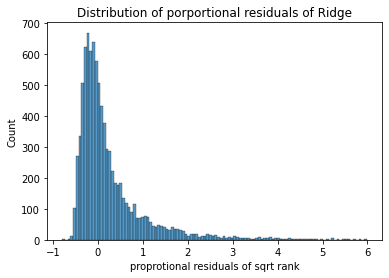 Distribution of porportional residuals of Ridge
700
600
500
400
300
200
100
0
Count
−1 0 1 2 3 4 5 6
proprotional residuals of sqrt rank